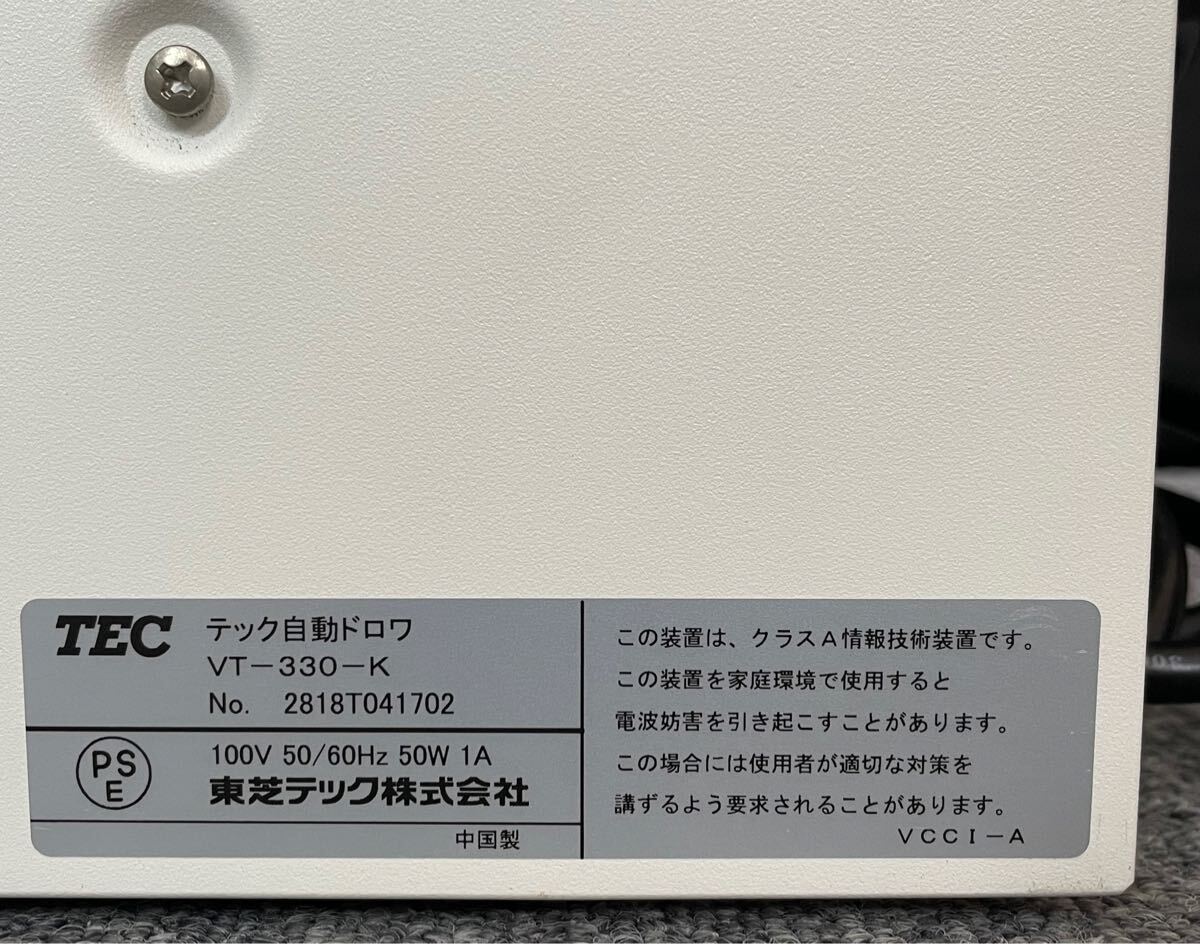 TEC テック自動ドロワ
VT-330-K
No. 2818T041702
PSE
100V 50/60Hz 50W 1A
東芝テック株式会社
中国製
この装置は、クラスA情報技術装置です。
この装置を家庭環境で使用すると
電波妨害を引き起こすことがあります。
この場合には使用者が適切な対策を
講ずるよう要求されることがあります。
VCCI-A